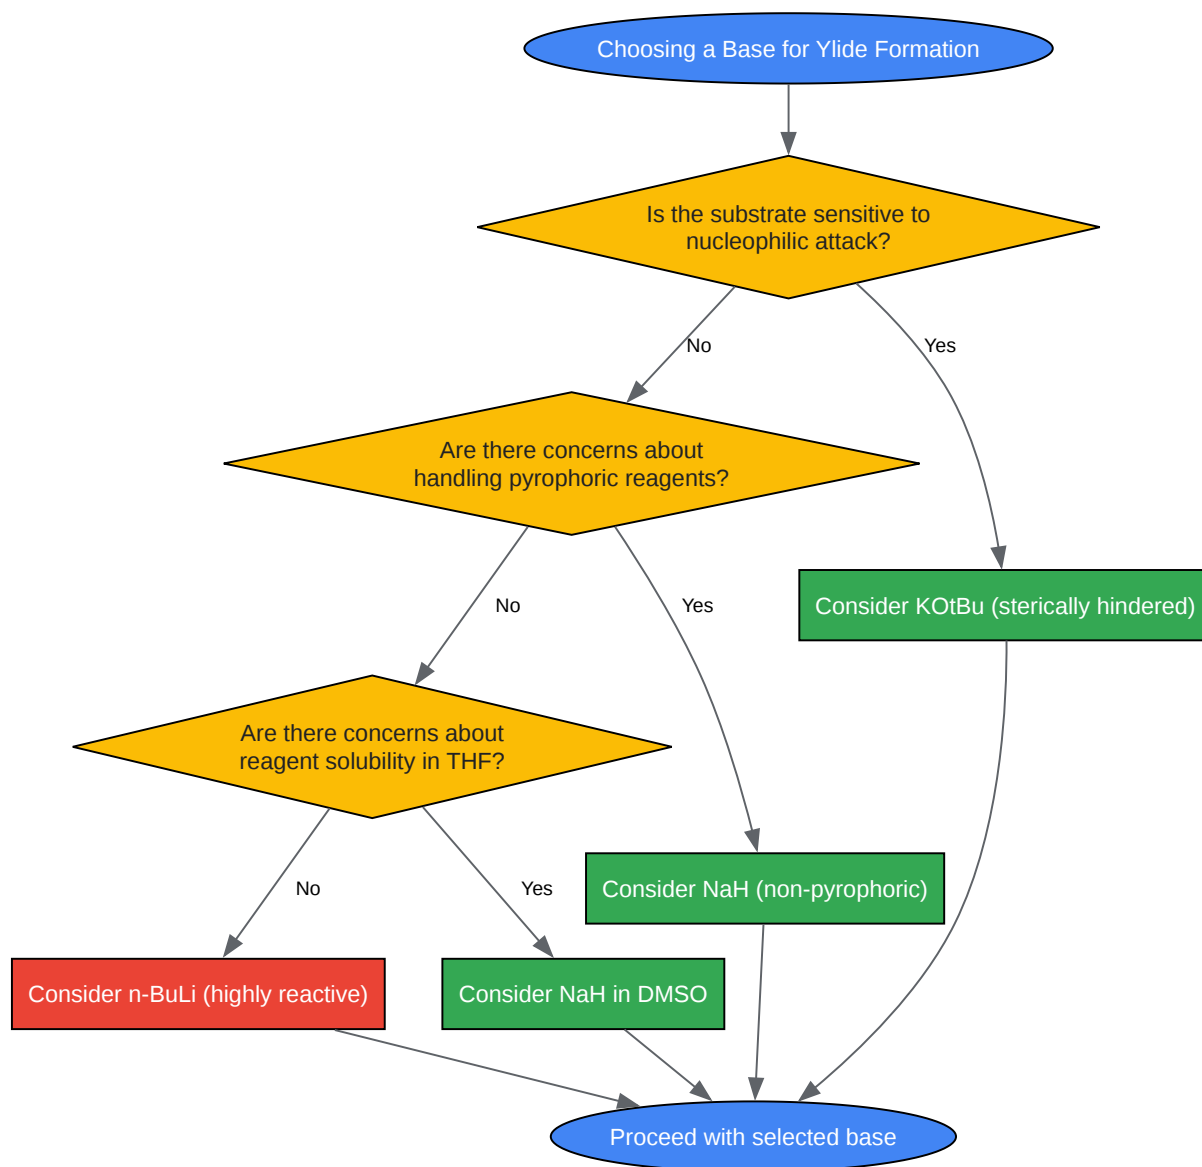 Choosing a Base for Ylide Formation
Is the substrate sensitive to
nucleophilic attack?
No
Yes
Are there concerns about
handling pyrophoric reagents?
No
Yes
Consider KOtBu (sterically hindered)
Are there concerns about
reagent solubility in THF?
No
Yes
Consider NaH (non-pyrophoric)
Consider n-BuLi (highly reactive)
Consider NaH in DMSO
Proceed with selected base